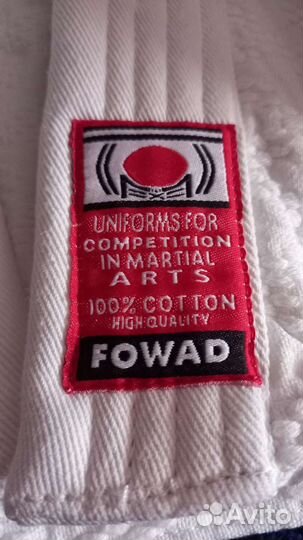 UNIFORMS FOR
COMPETITION
IN MARTIAL
ARTS
100% COTTON
HIGH QUALITY
FOWAD
Avito